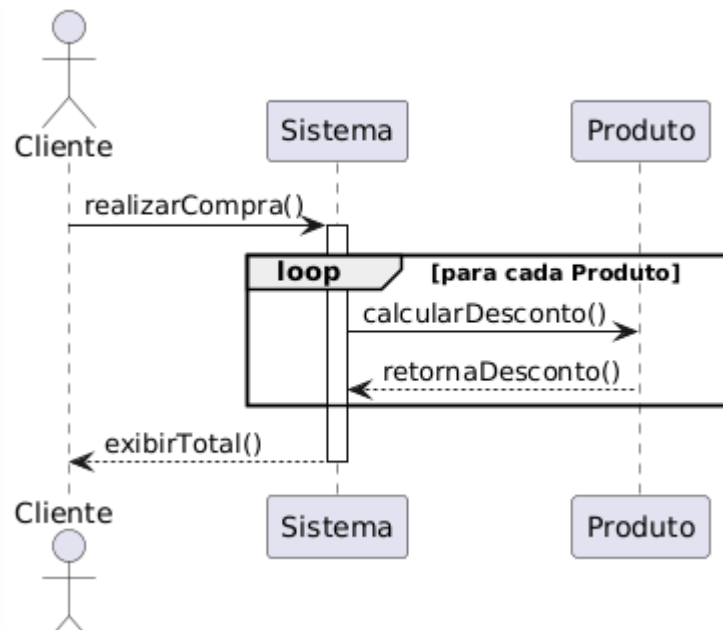 Cliente
Sistema
Produto
realizarCompra()
loop
[para cada Produto]
calcularDesconto()
retornaDesconto()
exibirTotal()
Cliente
Sistema
Produto